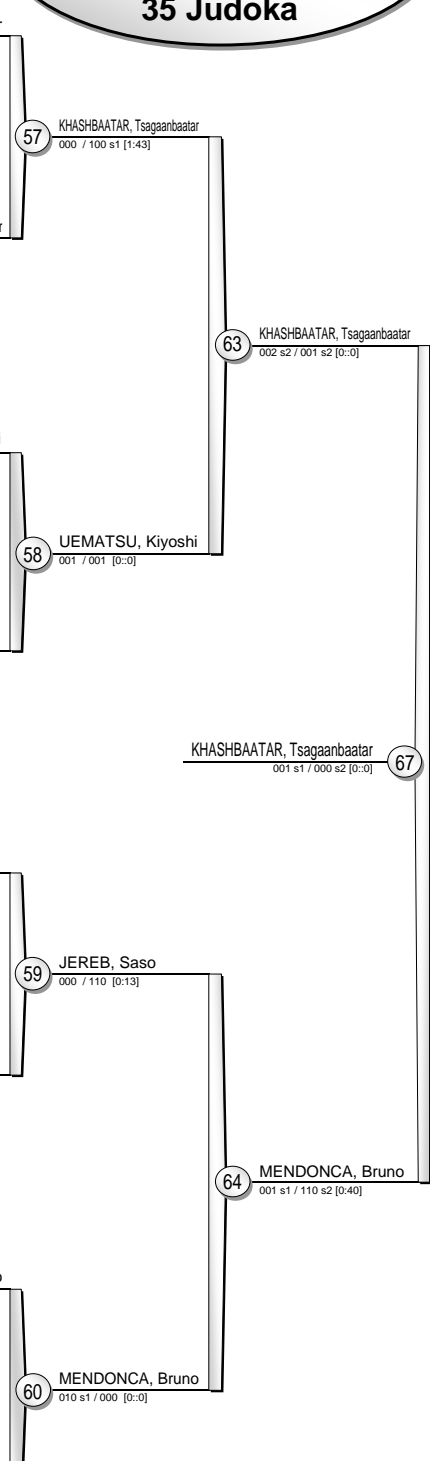 35 Judoka
57
KHASHBAATAR, Tsagaanbaatar
000 / 100 s1 [1:43]
r
63
KHASHBAATAR, Tsagaanbaatar
002 s2 / 001 s2 [0::0]
58
UEMATSU, Kiyoshi
001 / 001 [0::0]
KHASHBAATAR, Tsagaanbaatar
001 s1 / 000 s2 [0::0]
67
59
JEREB, Saso
000 / 110 [0:13]
64
MENDONCA, Bruno
001 s1 / 110 s2 [0:40]
60
MENDONCA, Bruno
010 s1 / 000 [0::0]